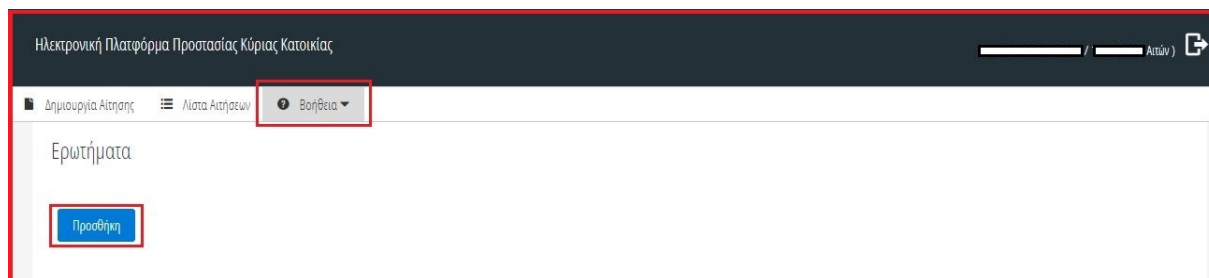 Ηλεκτρονική Πλατφόρμα Προστασίας Κύριας Κατοικίας
/ Αιτών )
Δημιουργία Αίτησης Λίστα Αιτήσεων Βοήθεια
Ερωτήματα
Προσθήκη